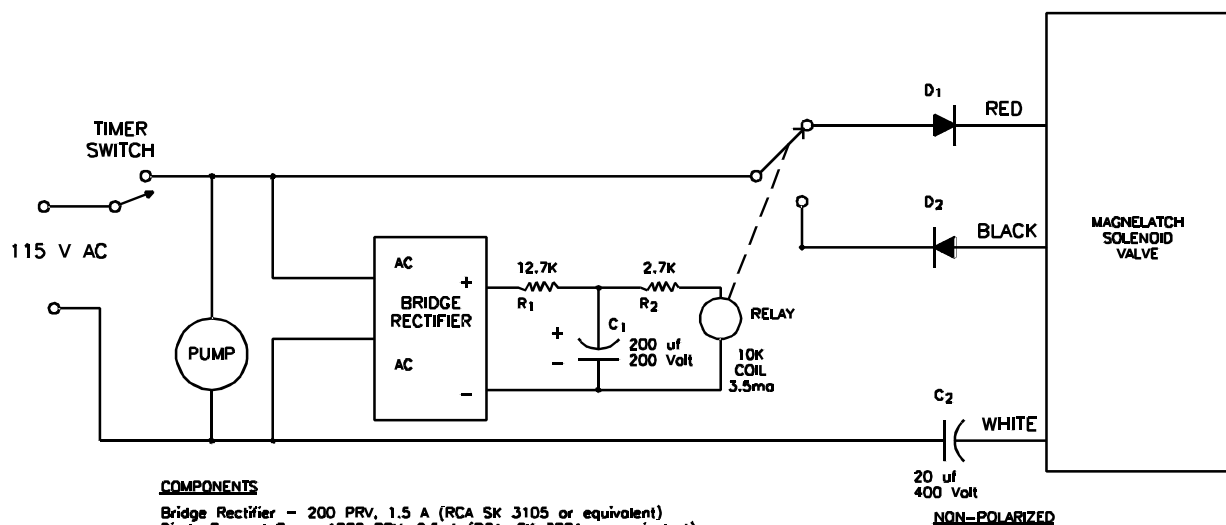 TIMER
SWITCH
115 V AC
PUMP
AC
BRIDGE
RECTIFIER
AC
+
−
12.7K
R1
2.7K
R2
C1
+
−
200 uf
200 Volt
RELAY
10K
COIL
3.5ma
D1
RED
D2
BLACK
MAGNELATCH
SOLENOID
VALVE
C2
WHITE
20 uf
400 Volt
NON-POLARIZED
COMPONENTS
Bridge Rectifier - 200 PRV, 1.5 A (RCA SK 3105 or equivalent)